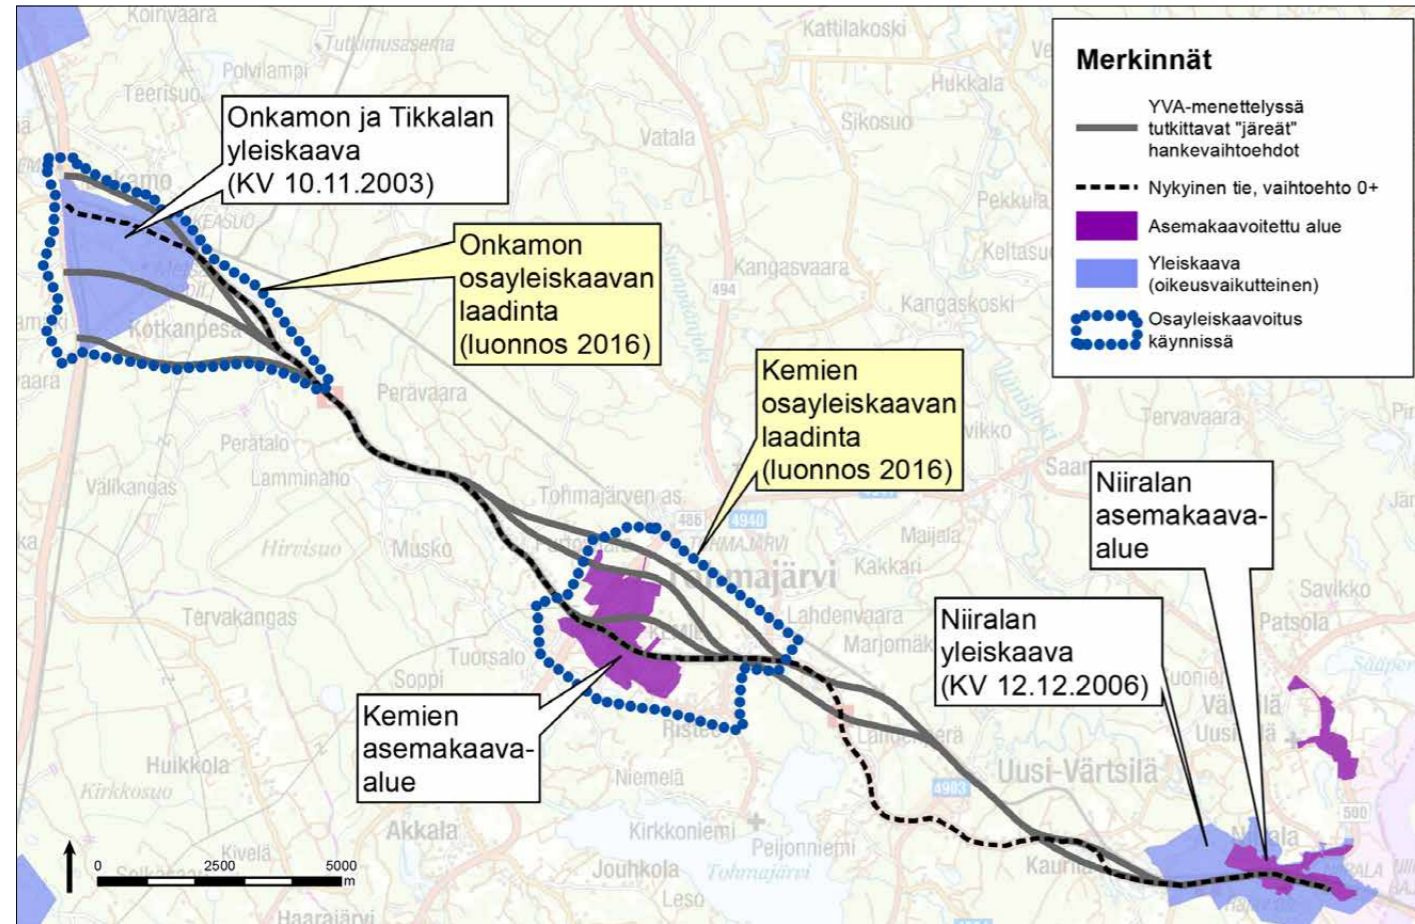 Koirivaara
Kattilakoski
Tutkimusasema
Polvilampi
Teerisuo
Hukkala
Vatala
Sikosuo
Merkinnät
YVA-menettelyssä
tutkittavat "järeät"
hankevaihtoehdot
Nykyinen tie, vaihtoehto 0+
Asemakaavoitettu alue
Yleiskaava
(oikeusvaikutteinen)
Osayleiskaavoitus
käynnissä
Onkamon ja Tikkalan
yleiskaava
(KV 10.11.2003)
Onkamon
osayleiskaavan
laadinta
(luonnos 2016)
Pekkula
Keltasuo
Kangasvaara
494
Kangaskoski
Kotkanpesä
Kemien
osayleiskaavan
laadinta
(luonnos 2016)
Perävaara
Perätalo
Tervavaara
Välikangas
Lamminaho
Niiralan
asemakaava-
alue
Tohmajärven as.
486
4940
TOHMAJÄRVI
Hirvisuo
Musko
Maijala
Tohmajärvi
Kakkari
Savikko
Tervakangas
Lahdenvaara
Patsola
KEMIE
Marjomäk
Niiralan
yleiskaava
(KV 12.12.2006)
Tuorsalo
Soppi
Kemien
asemakaava-
alue
Huikkola
Kirkkosuo
Niemelä
Uusi-Värtsilä
4903
500
Akkala
Kirkkoniemi
Peijonniemi
Niirala
Kivelä
Jouhkola
Tohmajärvi
Leso
Haarajärvi
0 2500 5000
m